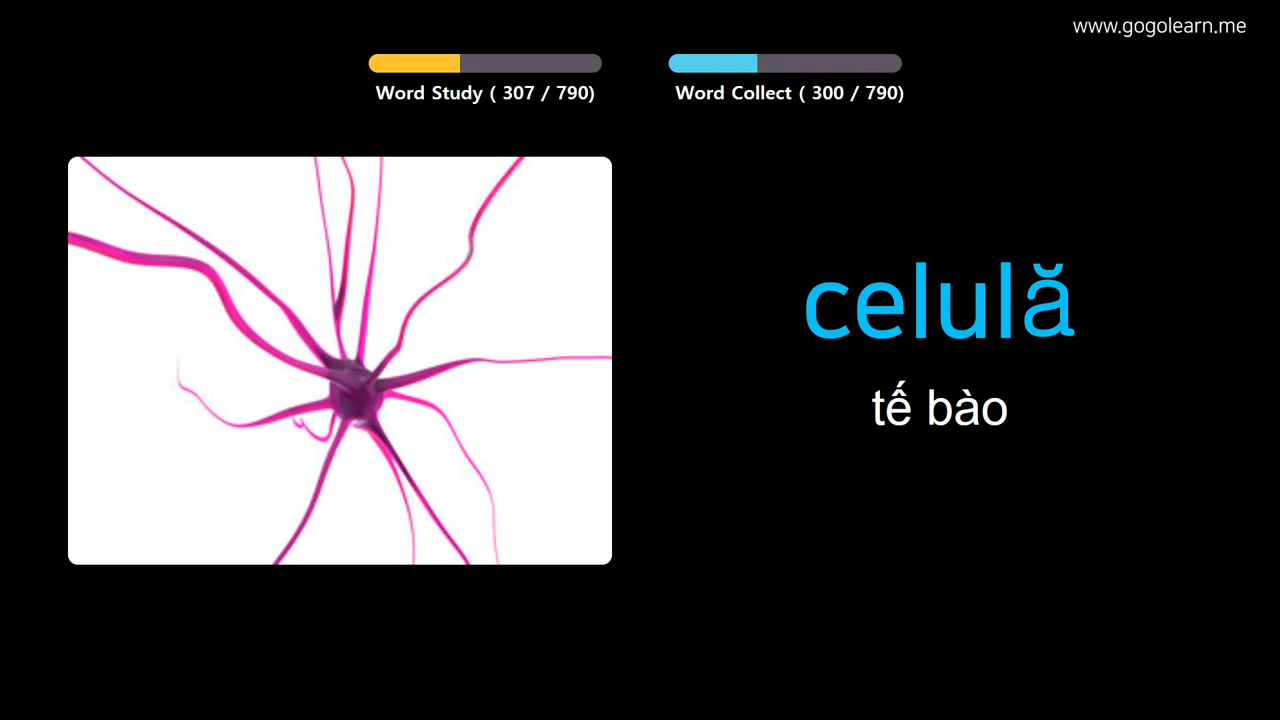 www.gogolearn.me
Word Study ( 307 / 790)
Word Collect ( 300 / 790)
celulă
tế bào